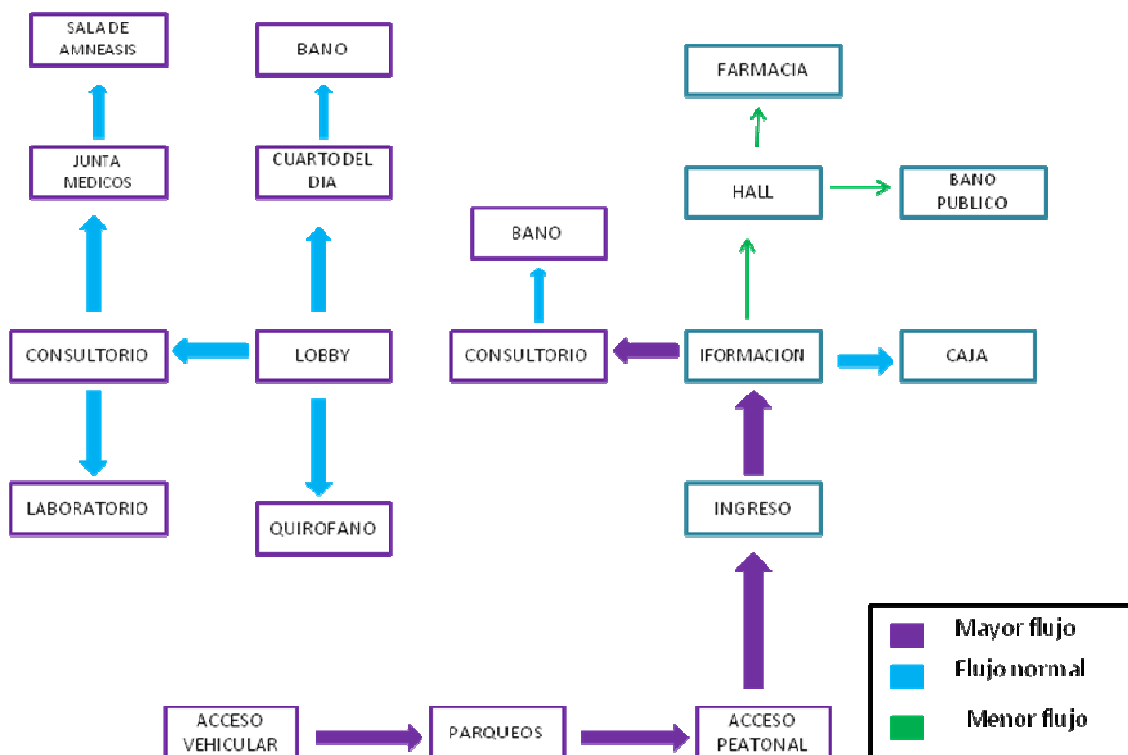 SALA DE
AMNEASIS
BANO
FARMACIA
JUNTA
MEDICOS
CUARTO DEL
DIA
HALL
BANO
PUBLICO
BANO
CONSULTORIO
LOBBY
CONSULTORIO
IFORMACION
CAJA
LABORATORIO
QUIROFANO
INGRESO
Mayor flujo
Flujo normal
Menor flujo
ACCESO
VEHICULAR
PARQUEOS
ACCESO
PEATONAL